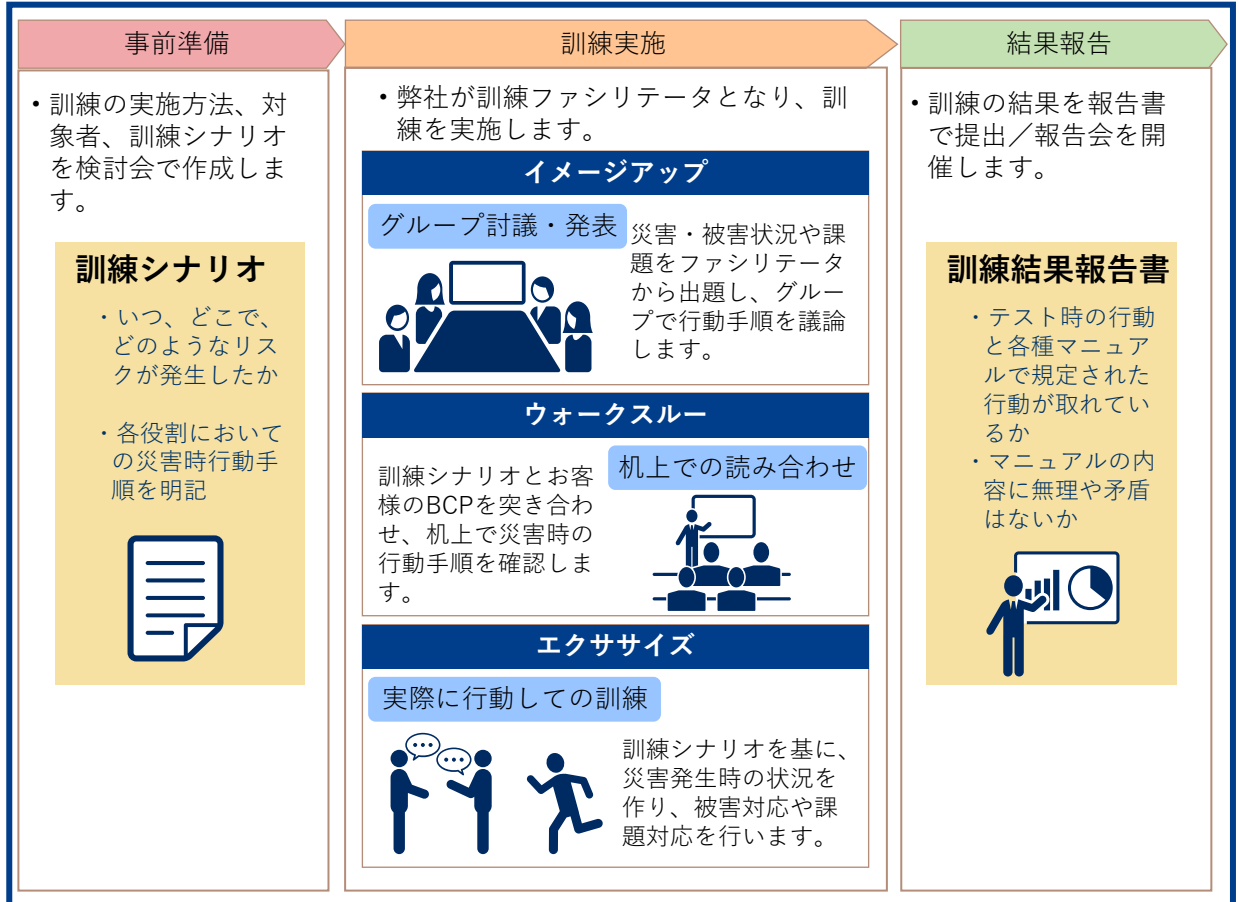 事前準備
訓練実施
結果報告
・訓練の実施方法、対
象者、訓練シナリオ
を検討会で作成しま
す。
訓練シナリオ
・いつ、どこで、
どのようなリス
クが発生したか
・各役割において
の災害時行動手
順を明記
・弊社が訓練ファシリテータとなり、訓
練を実施します。
イメージアップ
グループ討議・発表
災害・被害状況や課
題をファシリテータ
から出題し、グルー
プで行動手順を議論
します。
ウォークスルー
机上での読み合わせ
訓練シナリオとお客
様のBCPを突き合わ
せ、机上で災害時の
行動手順を確認しま
す。
エクササイズ
実際に行動しての訓練
訓練シナリオを基に、
災害発生時の状況を
作り、被害対応や課
題対応を行います。
・訓練の結果を報告書
で提出／報告会を開
催します。
訓練結果報告書
・テスト時の行動
と各種マニュア
ルで規定された
行動が取れてい
るか
・マニュアルの内
容に無理や矛盾
はないか